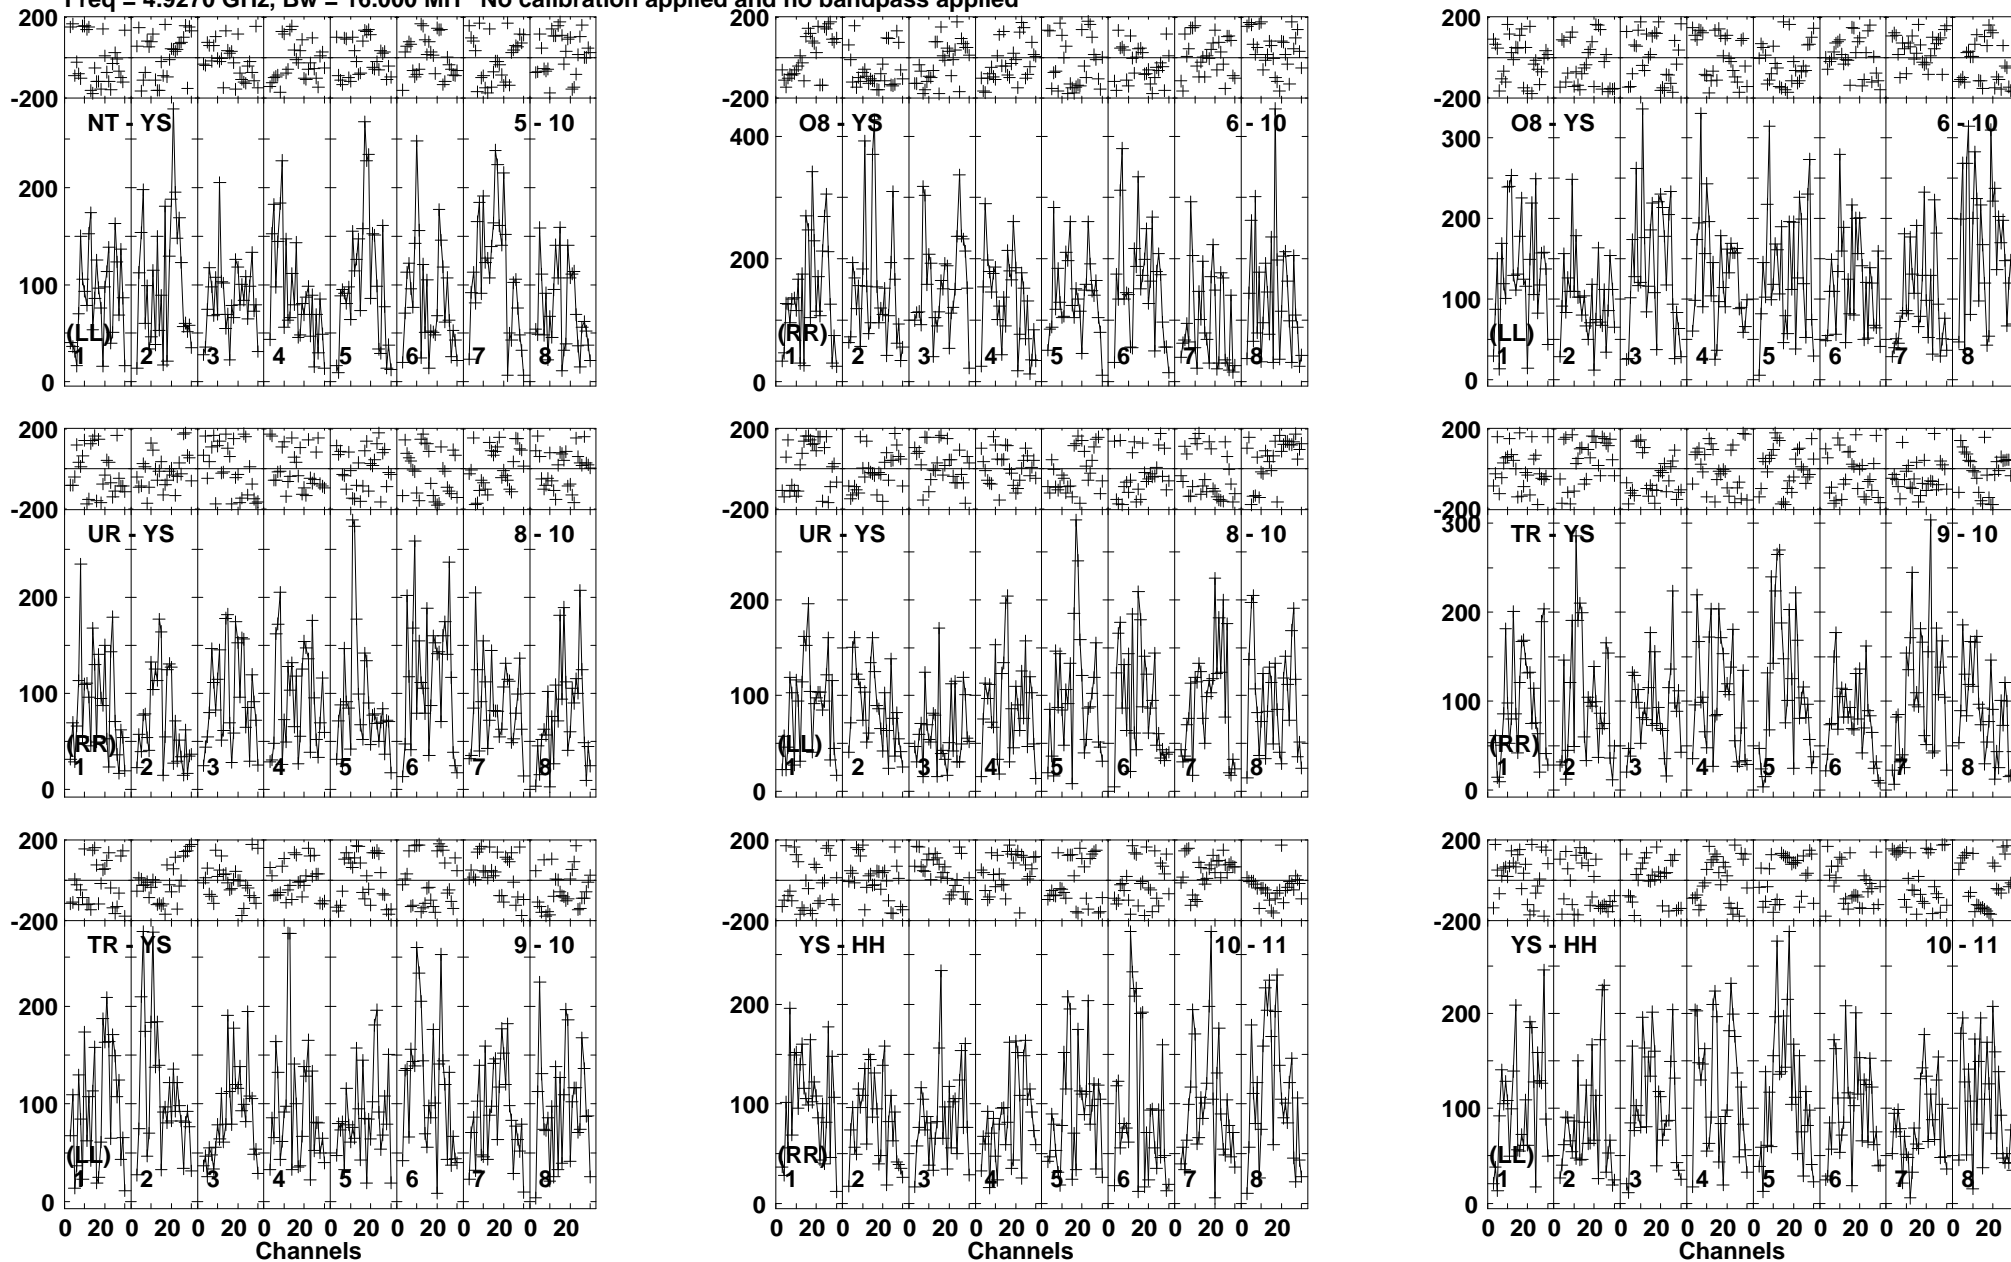 Freq = 4.9270 GHz, Bw = 16.000 MH No calibration applied and no bandpass applied
200 200 200
-200 -200 -200
NT - YS 5 - 10 O8 - YS 6 - 10 O8 - YS 6 - 10
200 100 0 400 200 0 300 200 100 0
(LL) (RR) (LL)
1 2 3 4 5 6 7 8 1 2 3 4 5 6 7 8 1 2 3 4 5 6 7 8
200 200 200
-200 -200 -200
UR - YS 8 - 10 UR - YS 8 - 10 TR - YS 9 - 10
200 100 0 200 100 0 300 200 100 0
(RR) (LL) (RR)
1 2 3 4 5 6 7 8 1 2 3 4 5 6 7 8 1 2 3 4 5 6 7 8
200 200 200
-200 -200 -200
TR - YS 9 - 10 YS - HH 10 - 11 YS - HH 10 - 11
200 100 0 200 100 0 200 100 0
(LL) (RR) (LL)
1 2 3 4 5 6 7 8 1 2 3 4 5 6 7 8 1 2 3 4 5 6 7 8
0 20 0 20 0 20 0 20 0 20 0 20 0 20 0 20 0 20 0 20 0 20 0 20 0 20 0 20 0 20 0 20 0 20 0 20 0 20 0 20 0 20 0 20 0 20 0 20
Channels Channels Channels